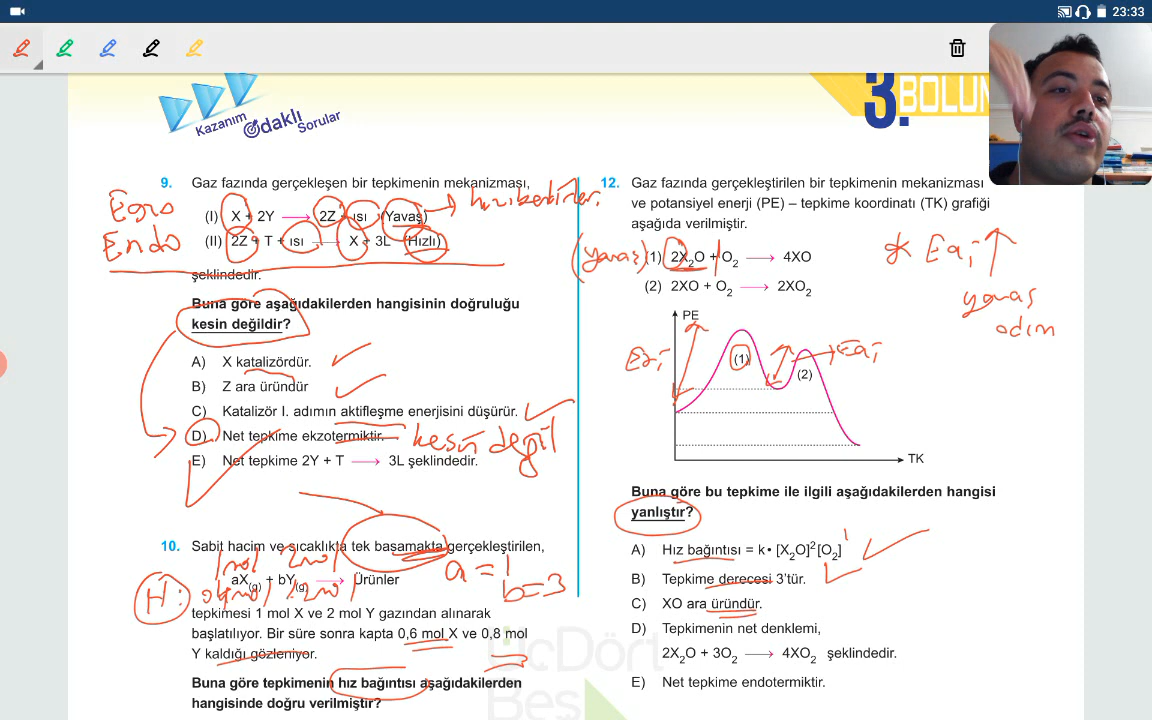 23:33
Kazanım Odaklı Sorular
3. BÖLÜM
9. Gaz fazında gerçekleşen bir tepkimenin mekanizması,
Egzo (I) X + 2Y → 2Z + ısı (Yavaş) → hızı belirler.
Endo (II) 2Z + T + ısı → X + 3L (Hızlı)
şeklindedir.
Buna göre aşağıdakilerden hangisinin doğruluğu
kesin değildir?
A) X katalizördür.
B) Z ara üründür
C) Katalizör I. adımın aktifleşme enerjisini düşürür.
D) Net tepkime ekzotermiktir. kesin değil
E) Net tepkime 2Y + T → 3L şeklindedir.
10. Sabit hacim ve sıcaklıkta tek basamakta gerçekleştirilen,
1mol 2mol
aX(g) + bY(g) → Ürünler
a = 1
b = 3
H:
tepkimesi 1 mol X ve 2 mol Y gazından alınarak
başlatılıyor. Bir süre sonra kapta 0,6 mol X ve 0,8 mol
Y kaldığı gözleniyor.
Buna göre tepkimenin hız bağıntısı aşağıdakilerden
hangisinde doğru verilmiştir?
ÜçDört
Beş
12. Gaz fazında gerçekleştirilen bir tepkimenin mekanizması
ve potansiyel enerji (PE) – tepkime koordinatı (TK) grafiği
aşağıda verilmiştir.
(yavaş) (1) 2X₂O + O₂ → 4XO
(2) 2XO + O₂ → 2XO₂
* Eaᵢ ↑
yavaş
adım
PE
Eaᵢ
(1)
(2)
Eaᵢ
TK
Buna göre bu tepkime ile ilgili aşağıdakilerden hangisi
yanlıştır?
A) Hız bağıntısı = k• [X₂O]² [O₂] 1
B) Tepkime derecesi 3'tür.
C) XO ara üründür.
D) Tepkimenin net denklemi,
2X₂O + 3O₂ → 4XO₂ şeklindedir.
E) Net tepkime endotermiktir.